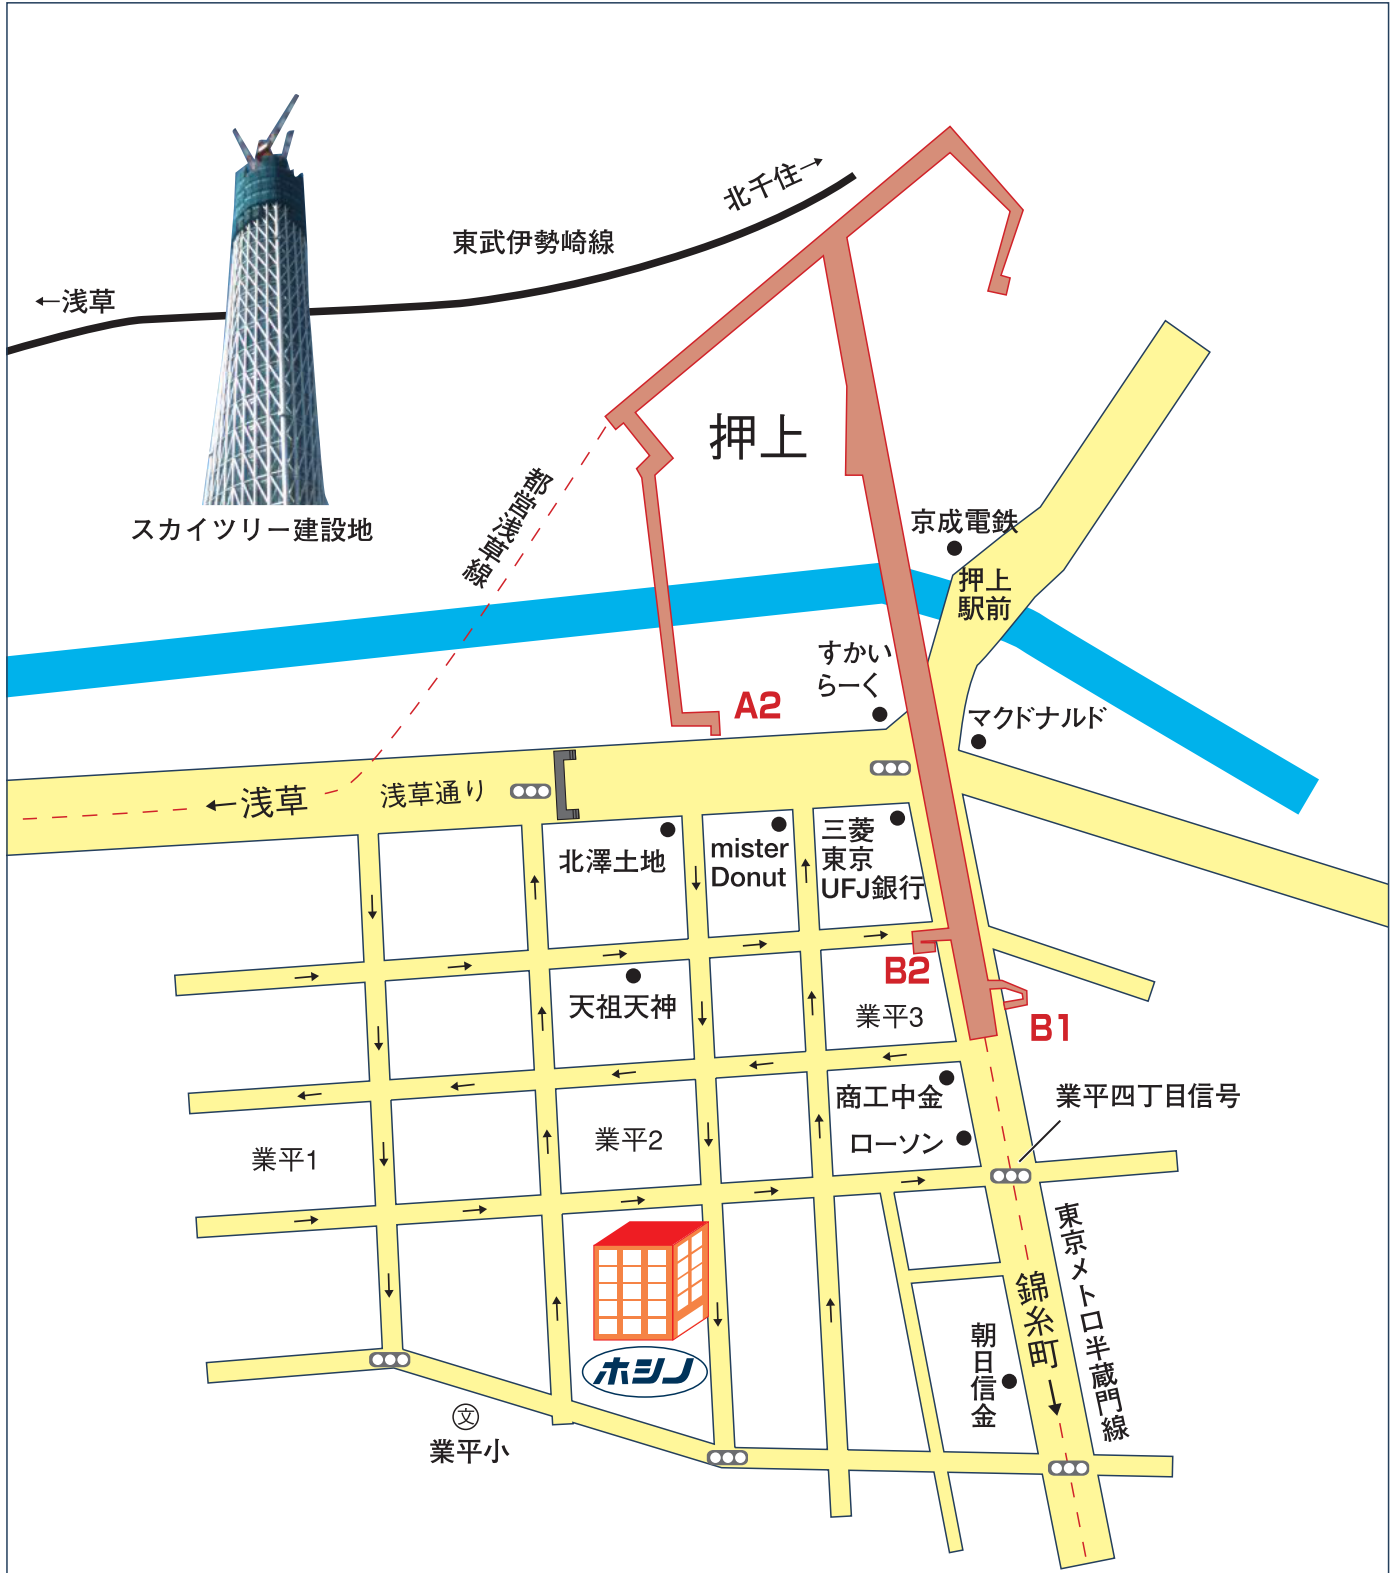 北千住→
東武伊勢崎線
←浅草
押上
都営浅草線
京成電鉄
スカイツリー建設地
押上
駅前
すかい
らーく
A2
マクドナルド
←浅草
浅草通り
北澤土地
mister
Donut
三菱
東京
UFJ銀行
B2
天祖天神
業平3
B1
商工中金
業平四丁目信号
業平1
業平2
ローソン
東京メトロ半蔵門線
錦糸町→
朝日信金
ホシノ
文
業平小